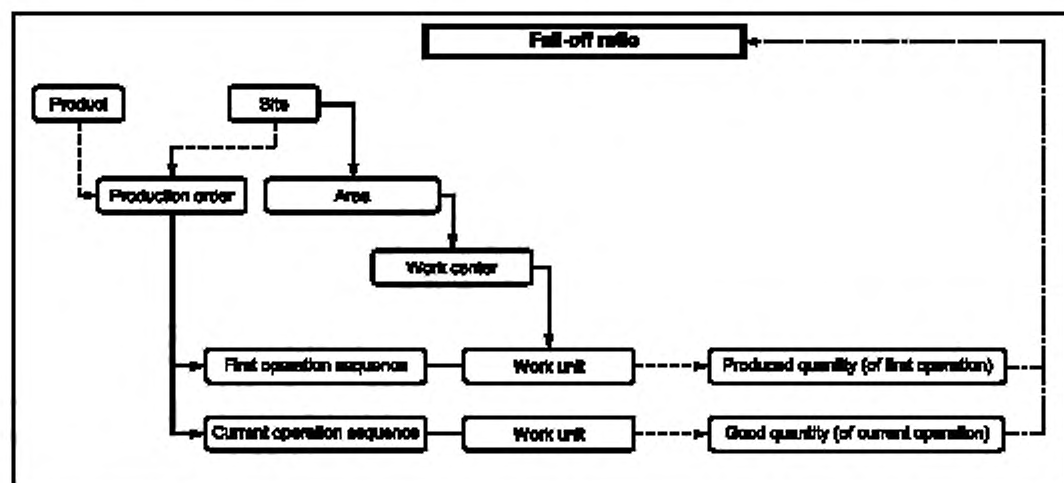 Fall-off ratio
Product
Site
Production order
Area
Work center
First operation sequence
Work unit
Produced quantity (of first operation)
Current operation sequence
Work unit
Good quantity (of current operation)